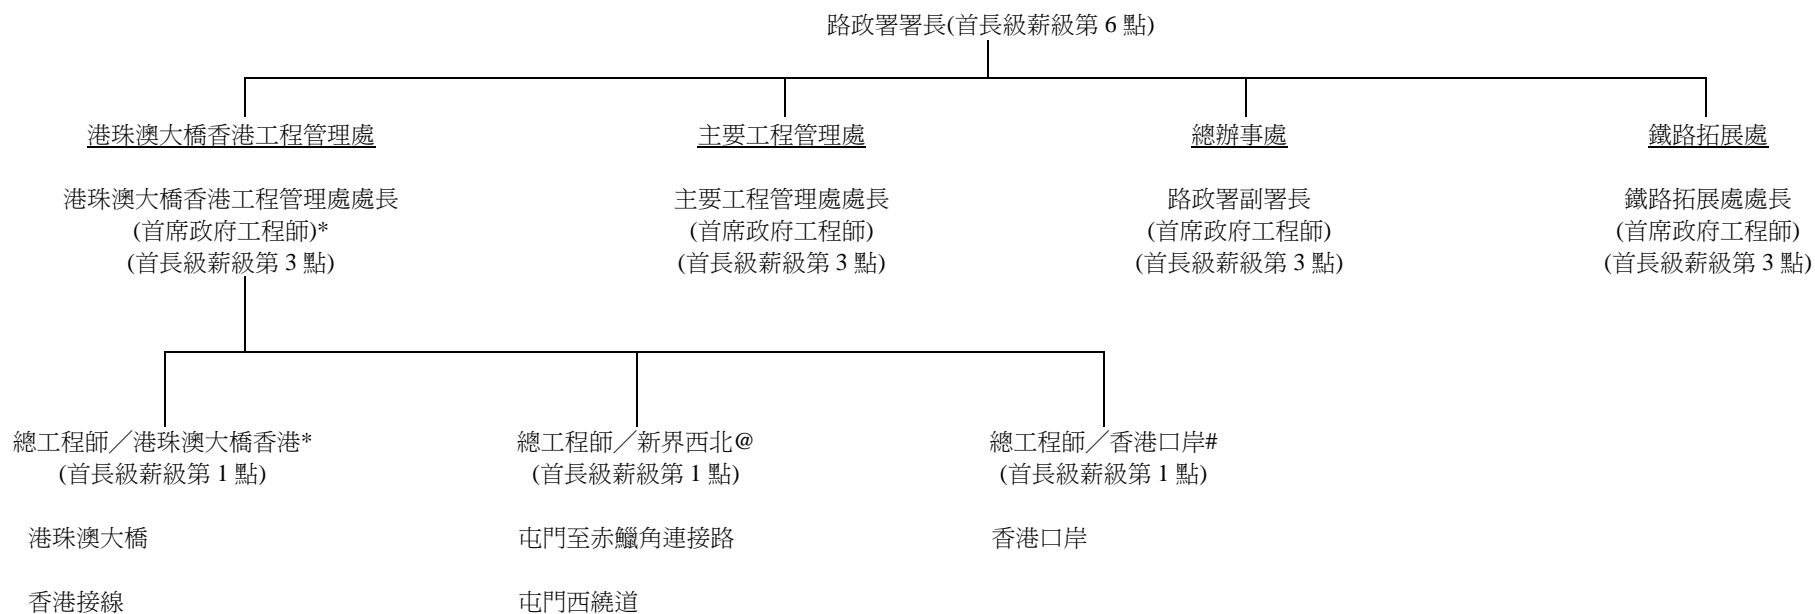 路政署署長(首長級薪級第 6 點)
港珠澳大橋香港工程管理處
主要工程管理處
總辦事處
鐵路拓展處
港珠澳大橋香港工程管理處處長
(首席政府工程師)*
(首長級薪級第 3 點)
主要工程管理處處長
(首席政府工程師)
(首長級薪級第 3 點)
路政署副署長
(首席政府工程師)
(首長級薪級第 3 點)
鐵路拓展處處長
(首席政府工程師)
(首長級薪級第 3 點)
總工程師／港珠澳大橋香港*
(首長級薪級第 1 點)
港珠澳大橋
香港接線
總工程師／新界西北@
(首長級薪級第 1 點)
屯門至赤鱲角連接路
屯門西繞道
總工程師／香港口岸#
(首長級薪級第 1 點)
香港口岸